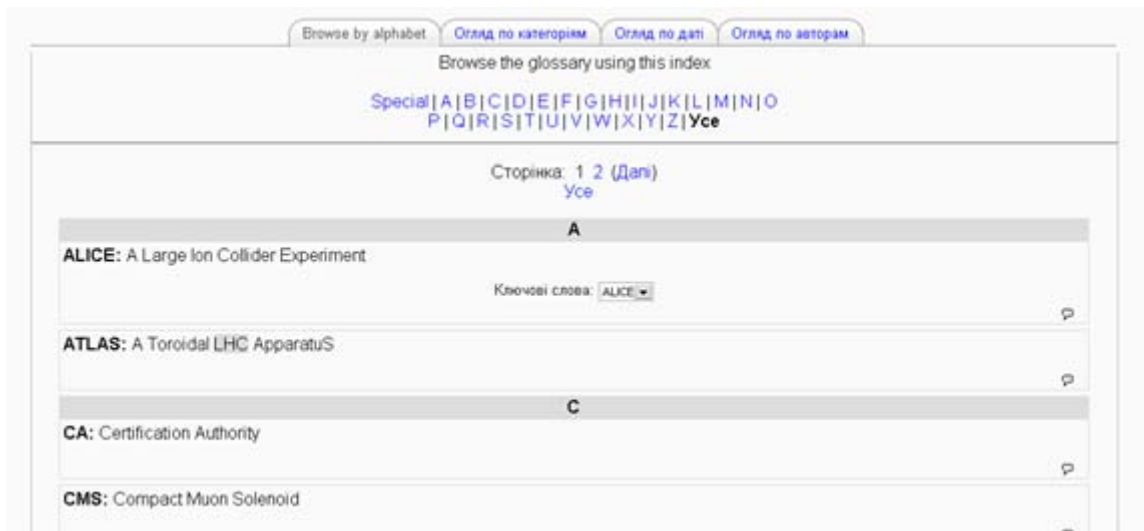 Browse by alphabet Огляд по категоріям Огляд по даті Огляд по авторам
Browse the glossary using this index
Special | A | B | C | D | E | F | G | H | I | J | K | L | M | N | O
P | Q | R | S | T | U | V | W | X | Y | Z | Усе
Сторінка: 1 2 (Далі)
Усе
A
ALICE: A Large Ion Collider Experiment
Ключові слова: ALICE
ATLAS: A Toroidal LHC ApparatuS
C
CA: Certification Authority
CMS: Compact Muon Solenoid